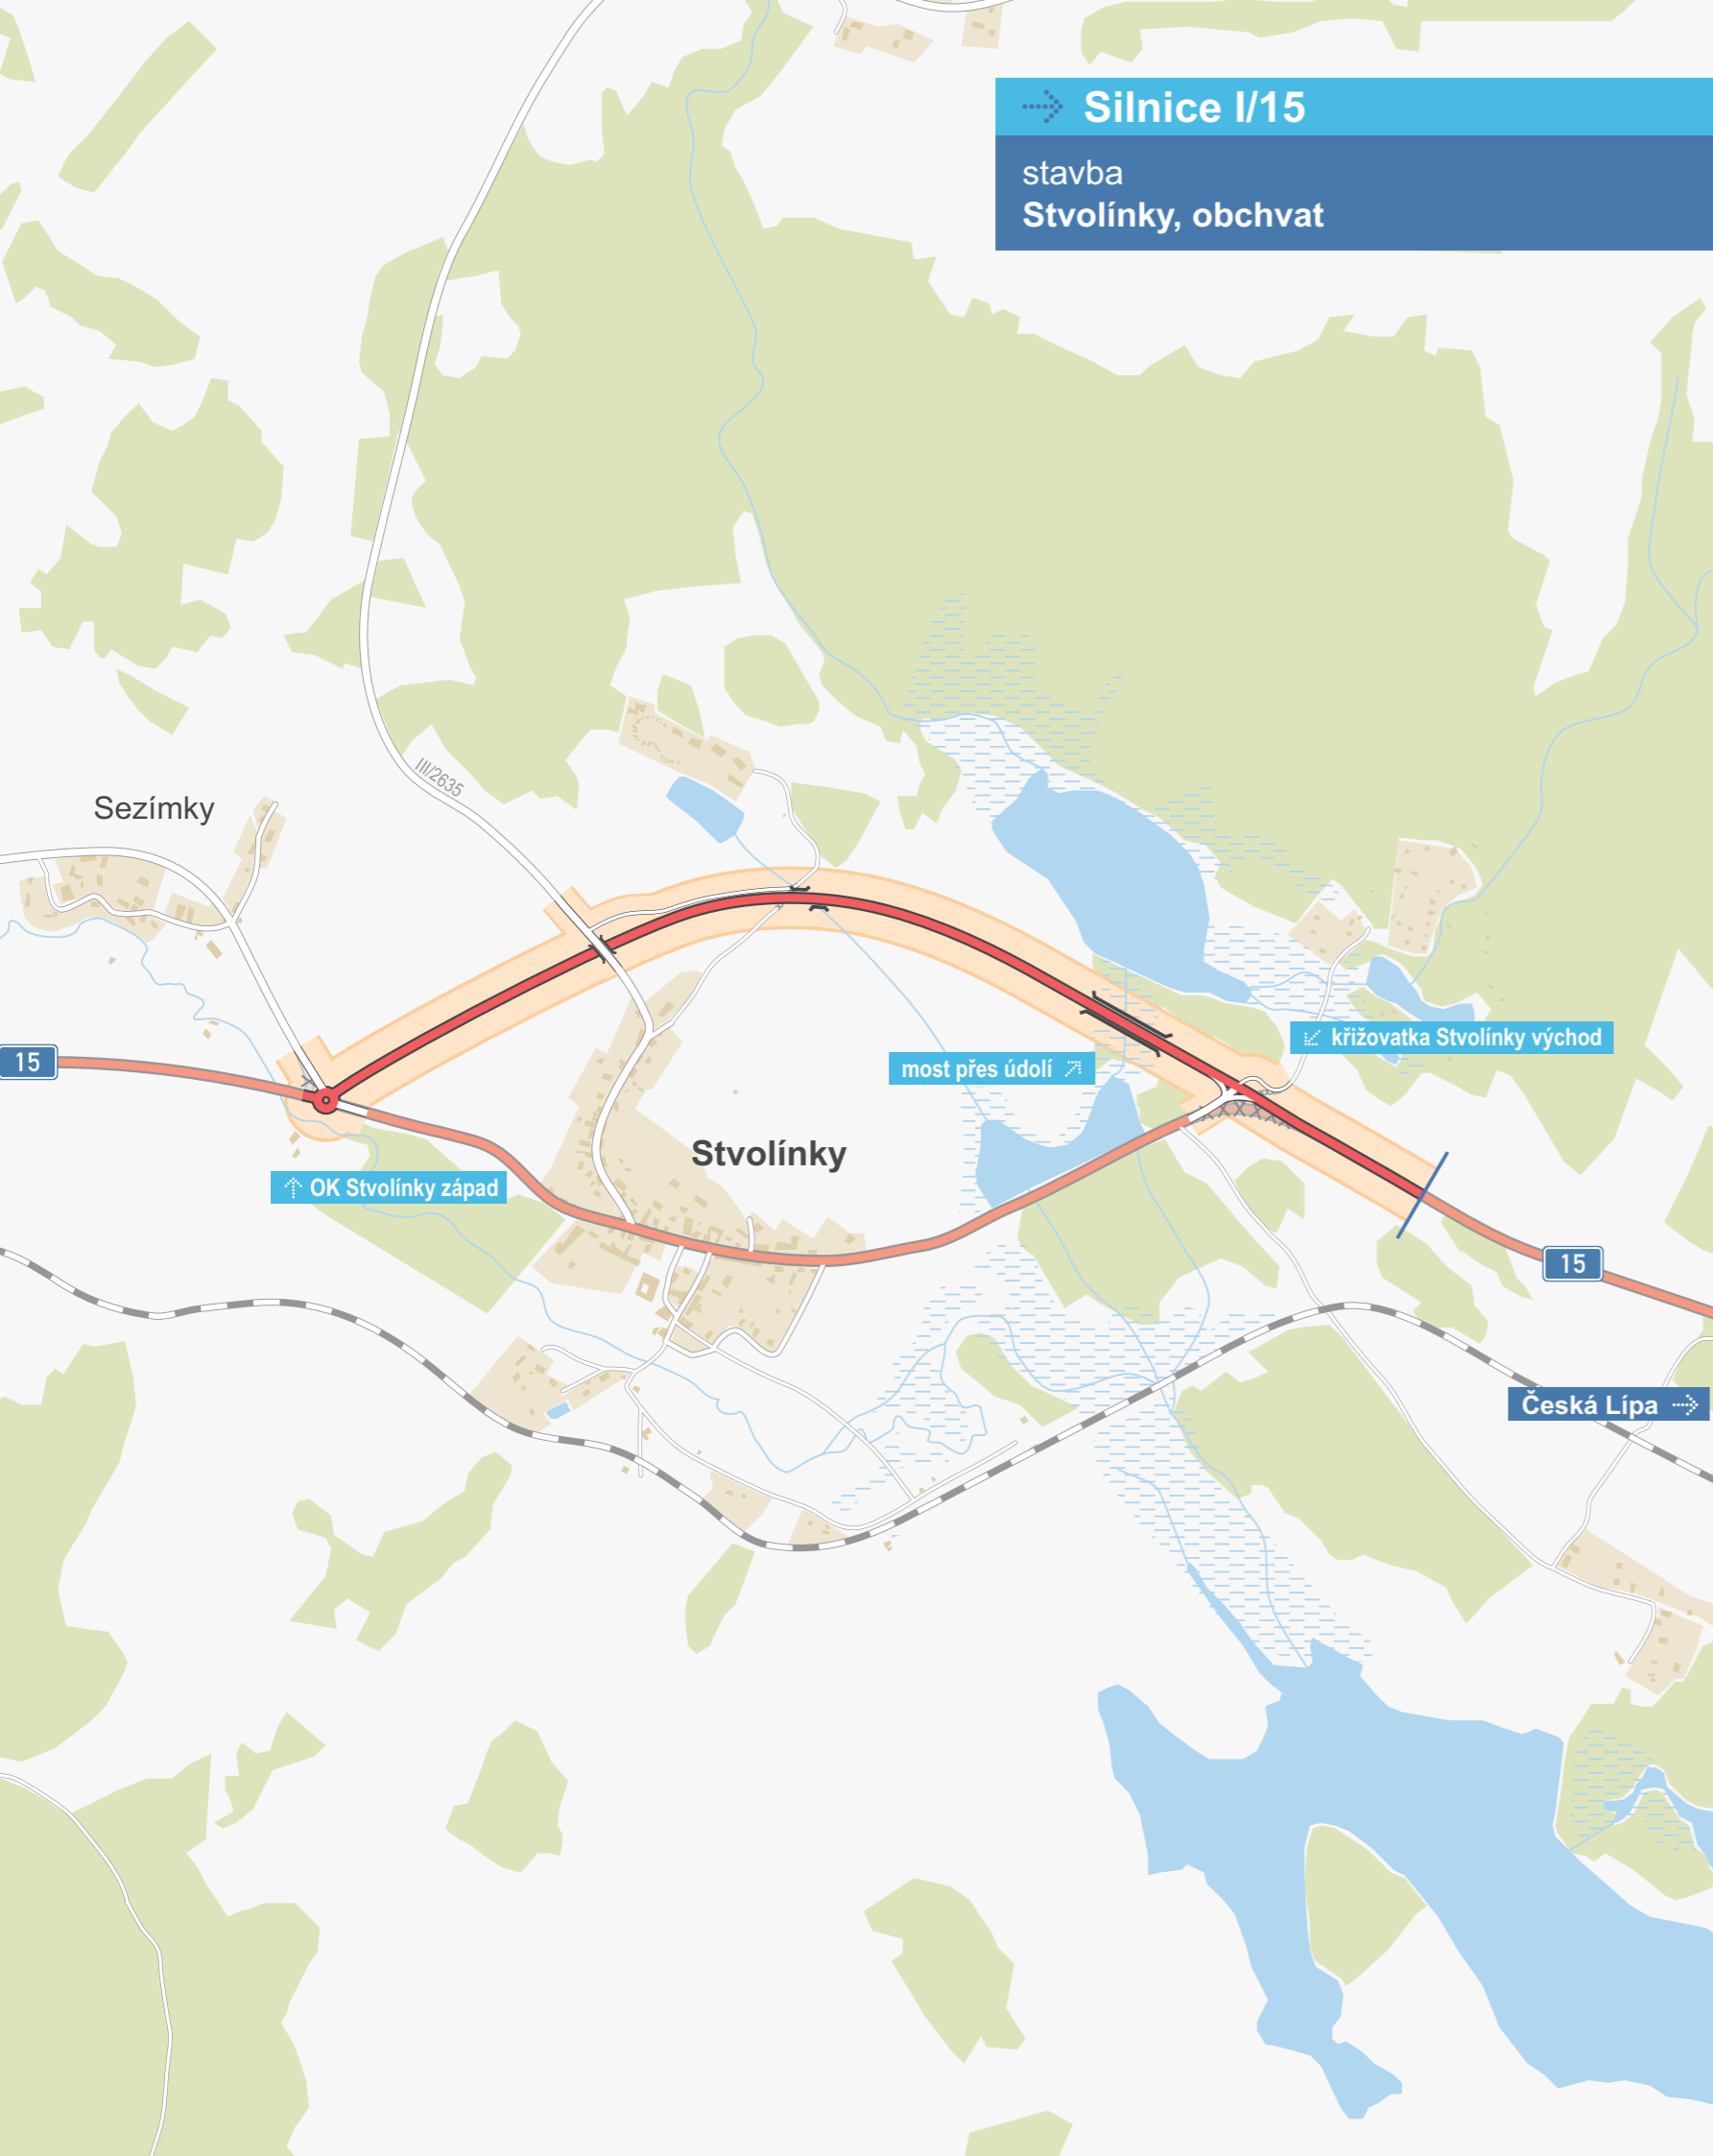 Silnice I/15
stavba
Stvolínky, obchvat
III/2635
Sezímky
15
most přes údolí
křižovatka Stvolínky východ
Stvolínky
OK Stvolínky západ
15
Česká Lípa